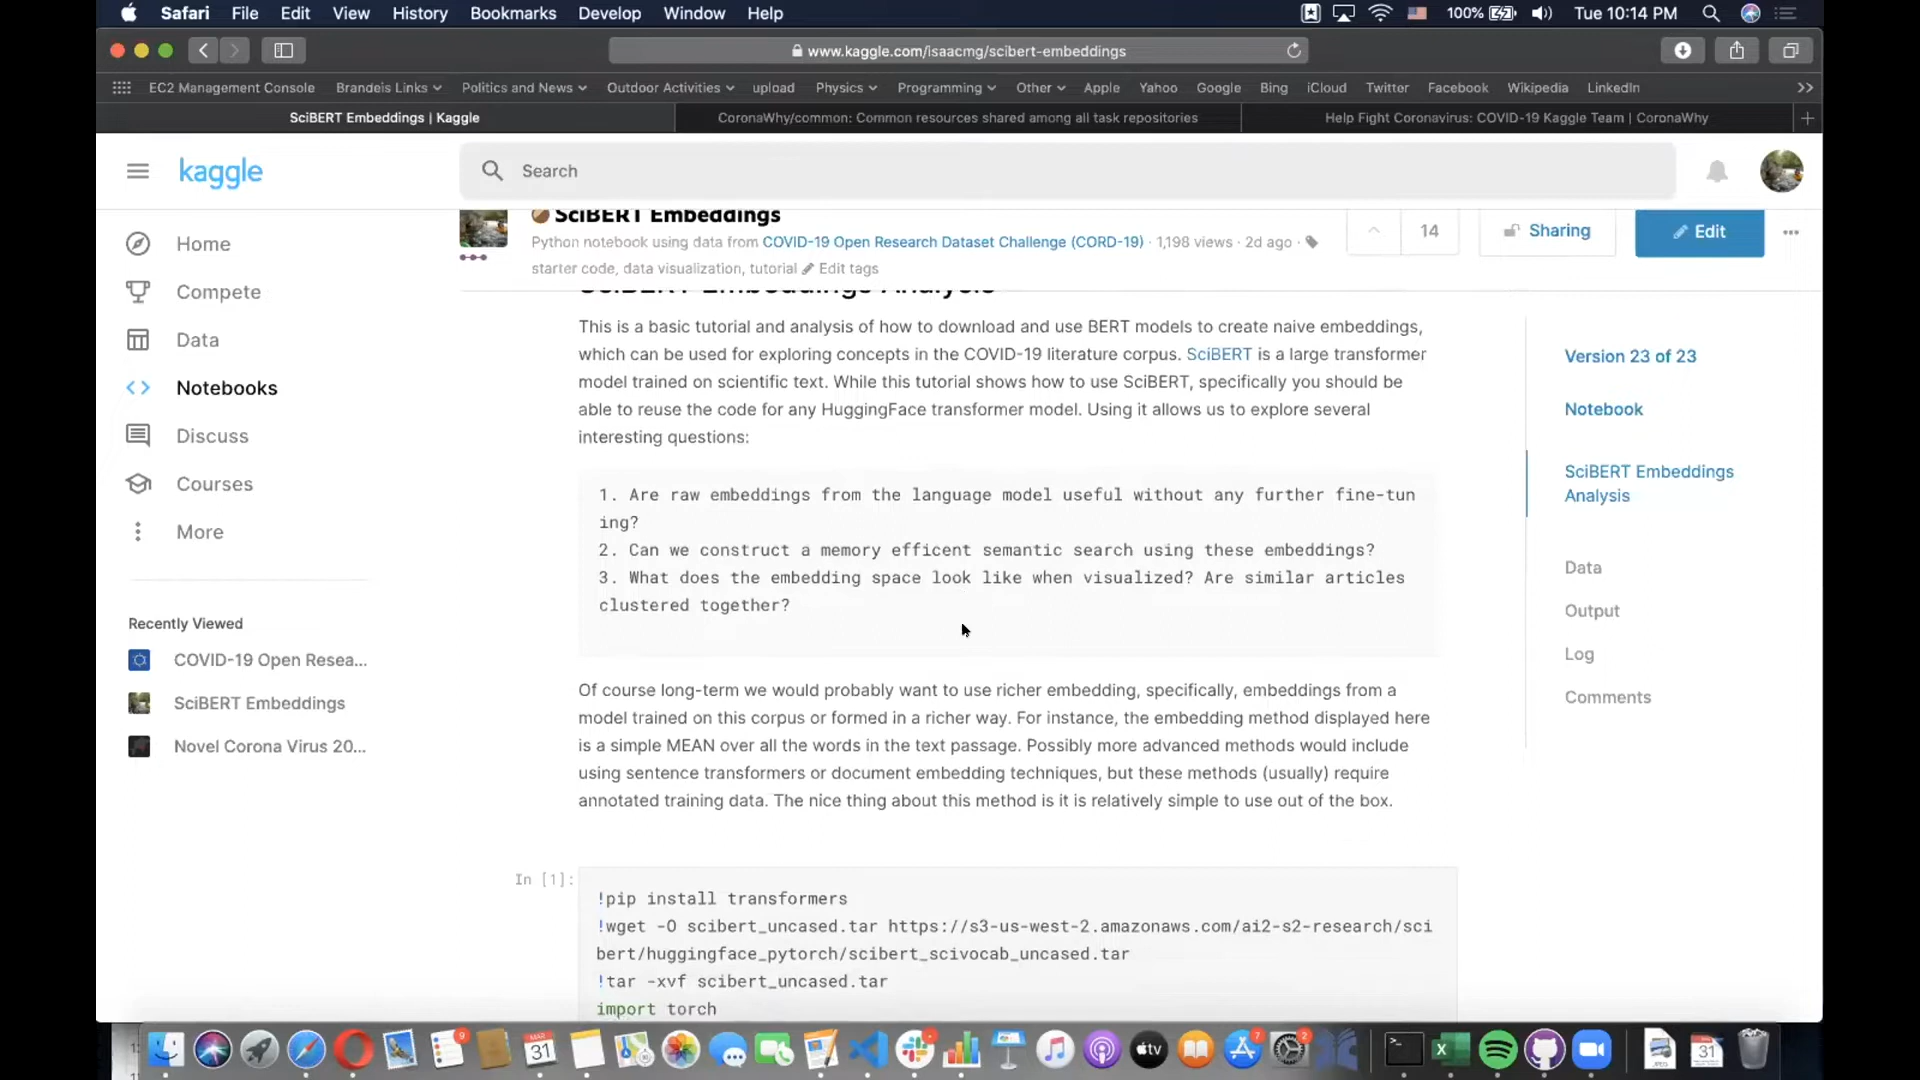 Safari File Edit View History Bookmarks Develop Window Help 100% Tue 10:14 PM
www.kaggle.com/isaacmg/scibert-embeddings
EC2 Management Console Brandeis Links Politics and News Outdoor Activities upload Physics Programming Other Apple Yahoo Google Bing iCloud Twitter Facebook Wikipedia LinkedIn
SciBERT Embeddings | Kaggle CoronaWhy/common: Common resources shared among all task repositories Help Fight Coronavirus: COVID-19 Kaggle Team | CoronaWhy
kaggle Search
SciBERT Embeddings
Python notebook using data from COVID-19 Open Research Dataset Challenge (CORD-19) · 1,198 views · 2d ago ·
starter code, data visualization, tutorial Edit tags
14 Sharing Edit
Home
Compete
Data
Notebooks
Discuss
Courses
More
Recently Viewed
COVID-19 Open Resea...
SciBERT Embeddings
Novel Corona Virus 20...
SciBERT Embeddings Analysis
This is a basic tutorial and analysis of how to download and use BERT models to create naive embeddings,
which can be used for exploring concepts in the COVID-19 literature corpus. SciBERT is a large transformer
model trained on scientific text. While this tutorial shows how to use SciBERT, specifically you should be
able to reuse the code for any HuggingFace transformer model. Using it allows us to explore several
interesting questions:
1. Are raw embeddings from the language model useful without any further fine-tun
ing?
2. Can we construct a memory efficent semantic search using these embeddings?
3. What does the embedding space look like when visualized? Are similar articles
clustered together?
Of course long-term we would probably want to use richer embedding, specifically, embeddings from a
model trained on this corpus or formed in a richer way. For instance, the embedding method displayed here
is a simple MEAN over all the words in the text passage. Possibly more advanced methods would include
using sentence transformers or document embedding techniques, but these methods (usually) require
annotated training data. The nice thing about this method is it is relatively simple to use out of the box.
In [1]:
!pip install transformers
!wget -O scibert_uncased.tar https://s3-us-west-2.amazonaws.com/ai2-s2-research/sci
bert/huggingface_pytorch/scibert_scivocab_uncased.tar
!tar -xvf scibert_uncased.tar
import torch
Version 23 of 23
Notebook
SciBERT Embeddings
Analysis
Data
Output
Log
Comments
9 31 tv 7 2 X 31